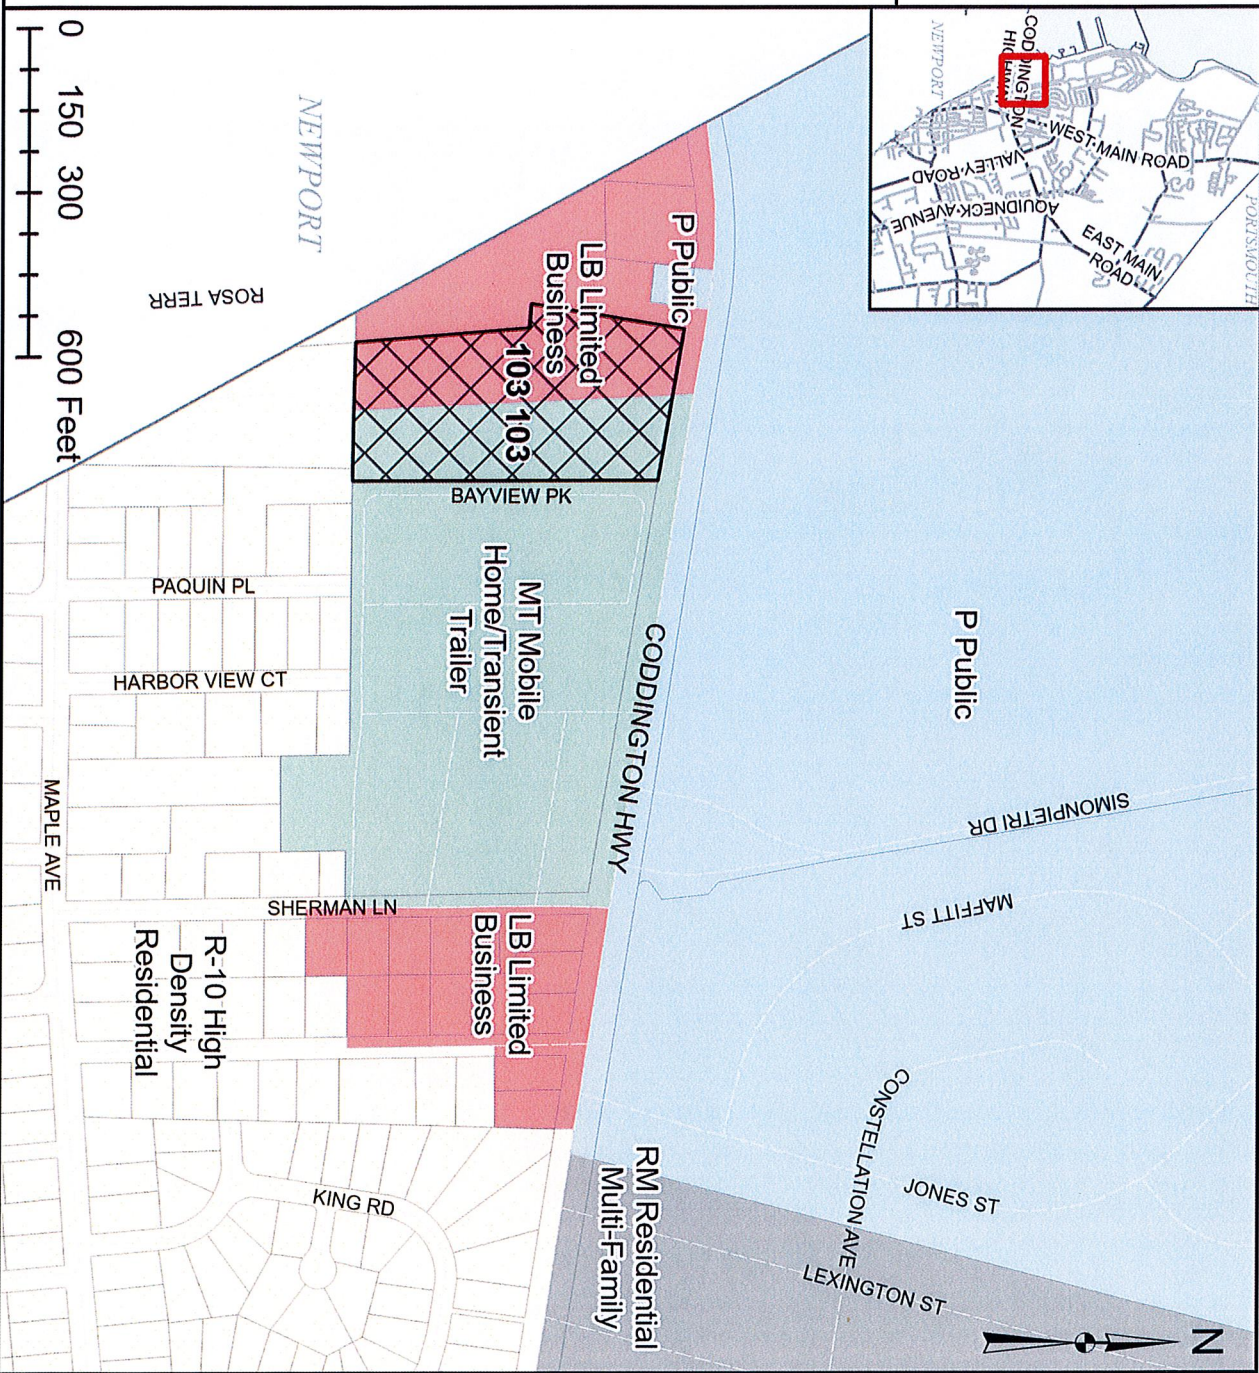 CODDINGTON
HIGHWAY
NEWPORT
WEST MAIN ROAD
VALLEY ROAD
AQUIDNECK AVENUE
EAST MAIN
ROAD
PORTSMOUTH
P Public
SIMONPIETRI DR
MAFFITT ST
CONSTELLATION AVE
JONES ST
LEXINGTON ST
N
RM Residential
Multi-Family
CODDINGTON HWY
P Public
LB Limited
Business
103 103
BAYVIEW PK
MT Mobile
Home/Transient
Trailer
LB Limited
Business
SHERMAN LN
R-10 High
Density
Residential
KING RD
NEWPORT
ROSA TERR
PAQUIN PL
HARBOR VIEW CT
MAPLE AVE
0 150 300 600 Feet